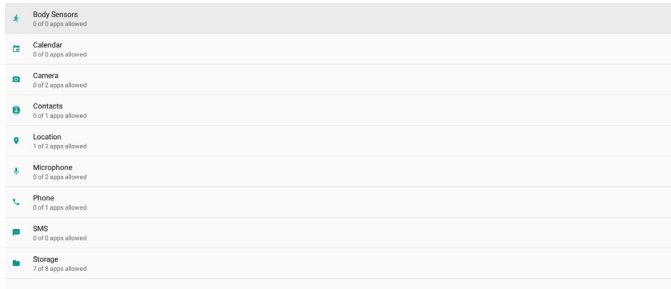 Body Sensors
0 of 0 apps allowed
Calendar
0 of 0 apps allowed
Camera
0 of 2 apps allowed
Contacts
0 of 1 apps allowed
Location
1 of 2 apps allowed
Microphone
0 of 2 apps allowed
Phone
0 of 1 apps allowed
SMS
0 of 0 apps allowed
Storage
7 of 8 apps allowed